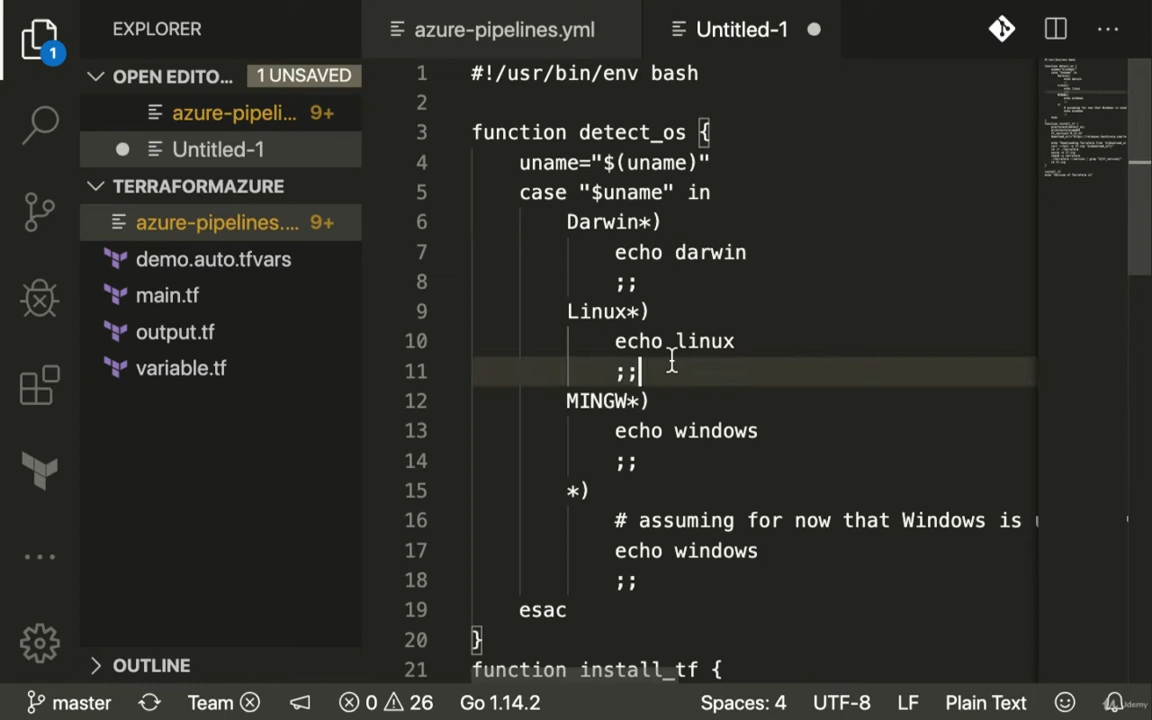 EXPLORER
azure-pipelines.yml
Untitled-1
OPEN EDITO... 1 UNSAVED
azure-pipeli... 9+
Untitled-1
TERRAFORMAZURE
azure-pipelines.... 9+
demo.auto.tfvars
main.tf
output.tf
variable.tf
OUTLINE
1
1 #!/usr/bin/env bash
2
3 function detect_os {
4 uname="$(uname)"
5 case "$uname" in
6 Darwin*)
7 echo darwin
8 ;;
9 Linux*)
10 echo linux
11 ;;
12 MINGW*)
13 echo windows
14 ;;
15 *)
16 # assuming for now that Windows is
17 echo windows
18 ;;
19 esac
20 }
21 function install_tf {
master Team 0 26 Go 1.14.2 Spaces: 4 UTF-8 LF Plain Text
Udemy